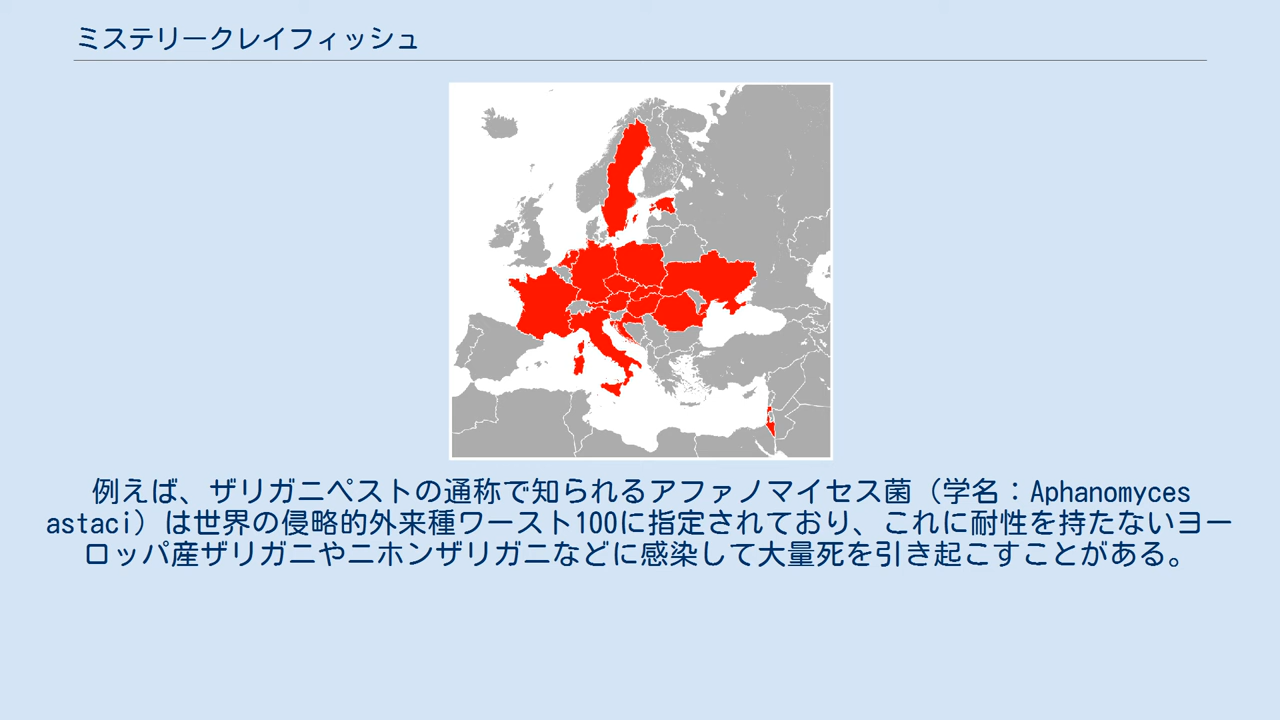 ミステリークレイフィッシュ
例えば、ザリガニペストの通称で知られるアファノマイセス菌（学名：Aphanomyces
astaci）は世界の侵略的外来種ワースト100に指定されており、これに耐性を持たないヨー
ロッパ産ザリガニやニホンザリガニなどに感染して大量死を引き起こすことがある。